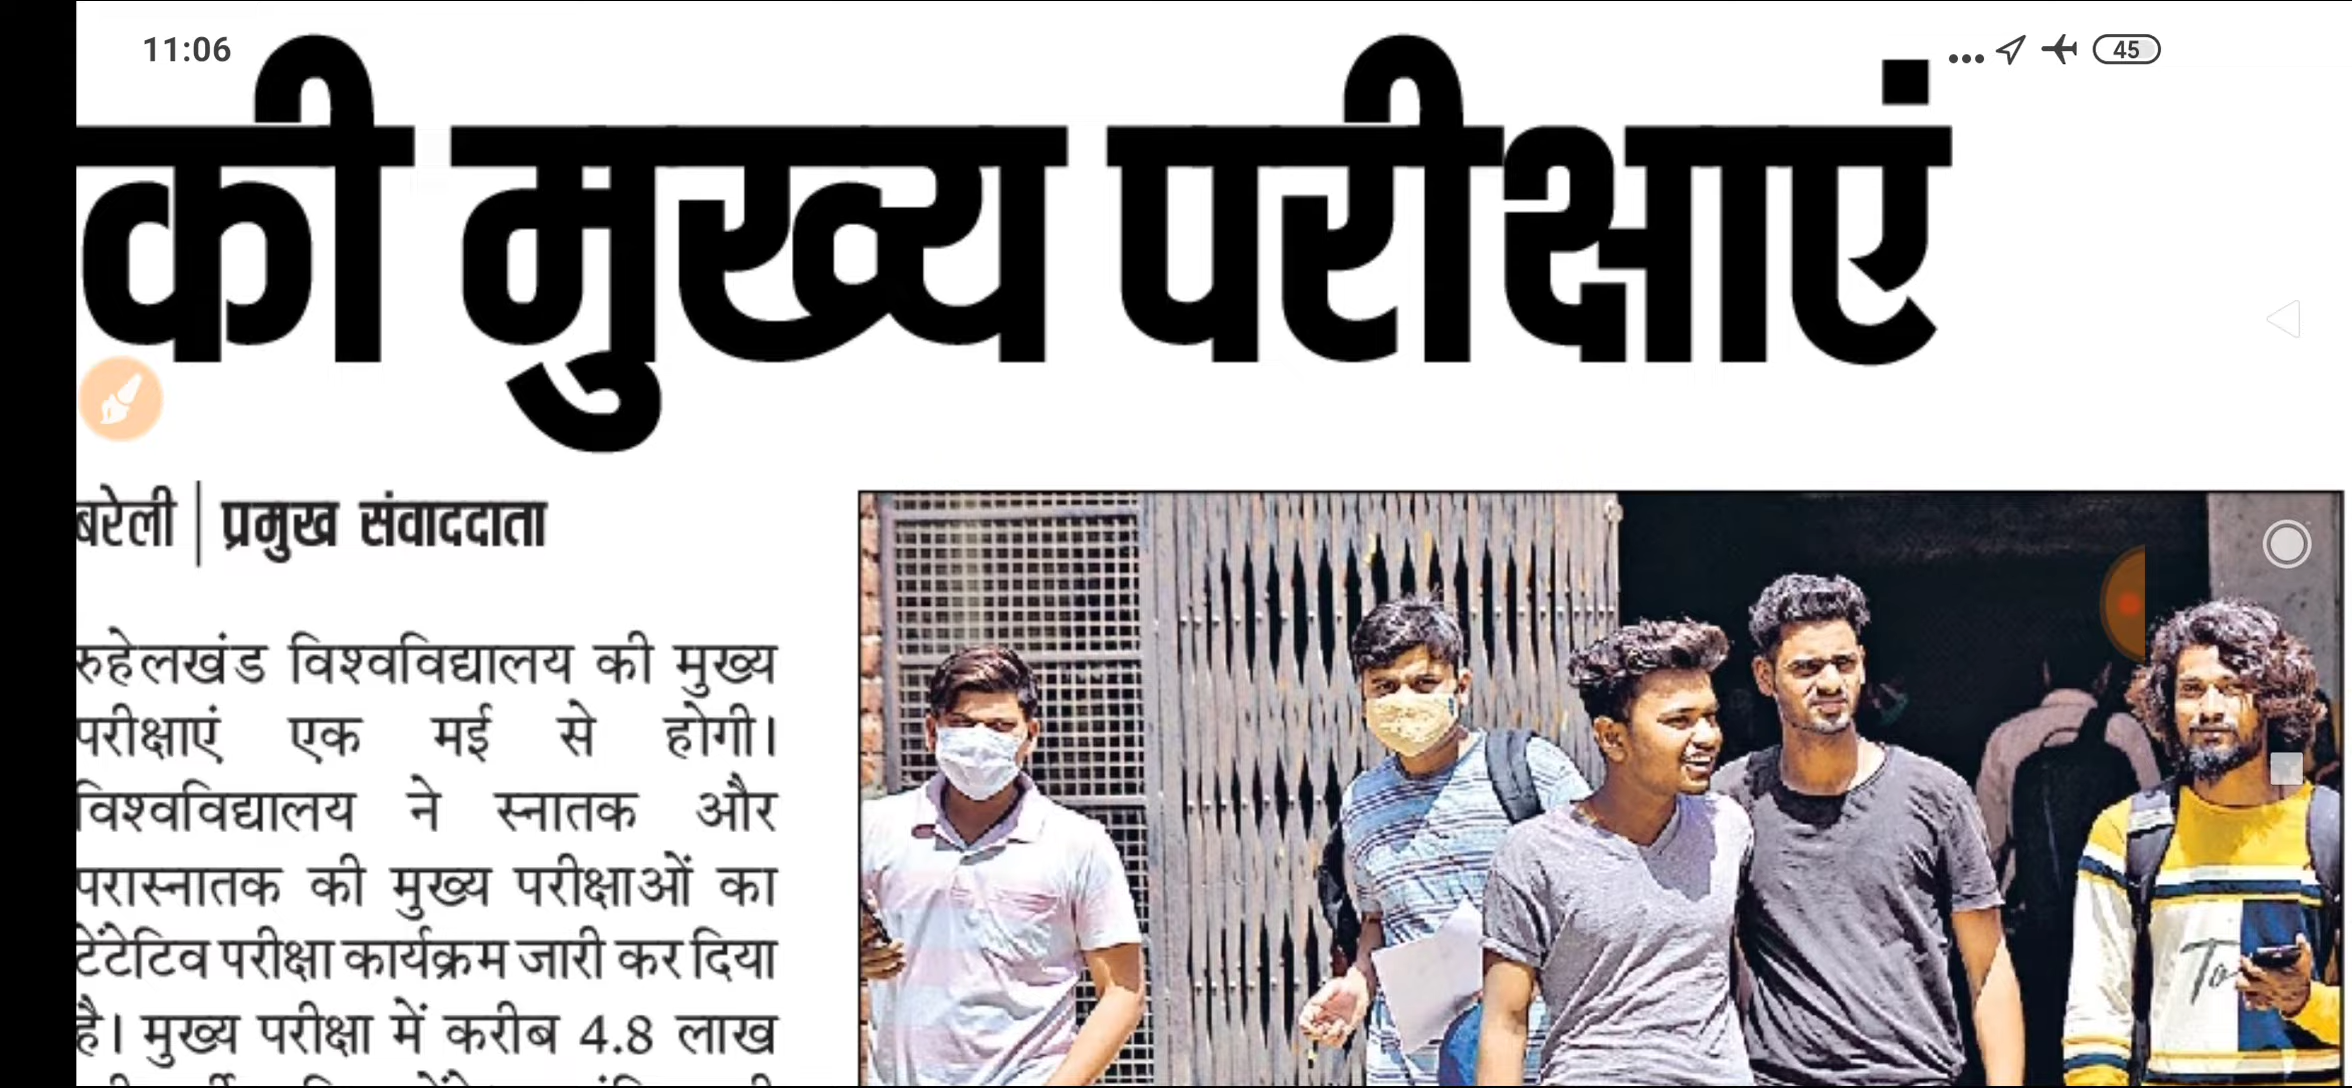 11:06
45
की मुख्य परीक्षाएं
बरेली | प्रमुख संवाददाता
रुहेलखंड विश्वविद्यालय की मुख्य
परीक्षाएं एक मई से होगी।
विश्वविद्यालय ने स्नातक और
परास्नातक की मुख्य परीक्षाओं का
टेंटेटिव परीक्षा कार्यक्रम जारी कर दिया
है। मुख्य परीक्षा में करीब 4.8 लाख
To